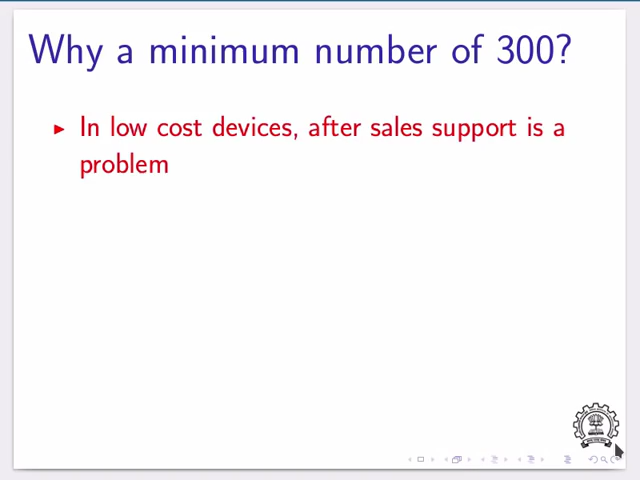 Why a minimum number of 300?
In low cost devices, after sales support is a
problem